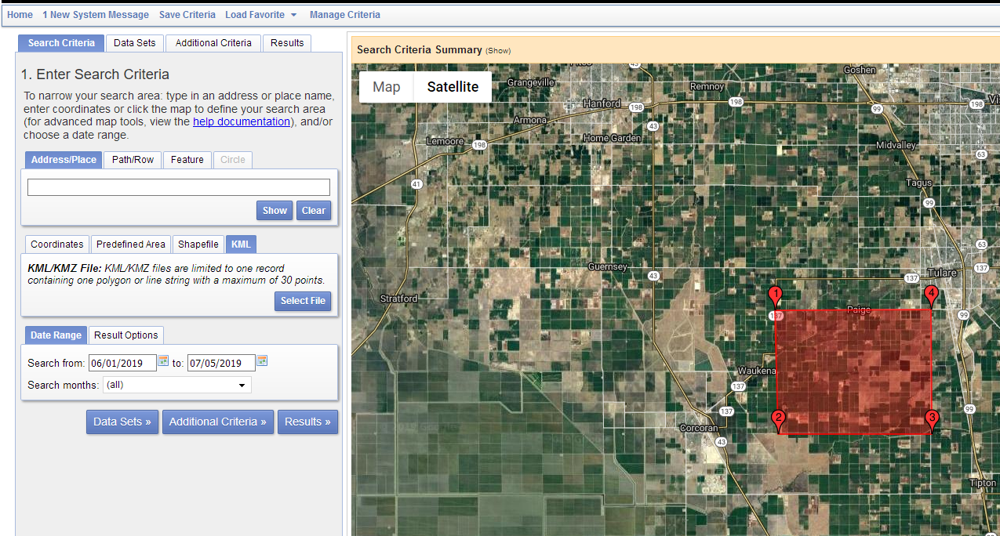 Home 1 New System Message Save Criteria Load Favorite Manage Criteria
Search Criteria Data Sets Additional Criteria Results
1. Enter Search Criteria
To narrow your search area: type in an address or place name,
enter coordinates or click the map to define your search area
(for advanced map tools, view the help documentation), and/or
choose a date range.
Address/Place Path/Row Feature Circle
Show Clear
Coordinates Predefined Area Shapefile KML
KML/KMZ File: KML/KMZ files are limited to one record
containing one polygon or line string with a maximum of 30 points.
Select File
Date Range Result Options
Search from: 06/01/2019 to: 07/05/2019
Search months: (all)
Data Sets » Additional Criteria » Results »
Search Criteria Summary (Show)
Map Satellite
43
Goshen
Grangeville
Remnoy
Hanford
198
198
99
198
Armona
43
Home Garden
Lemoore
198
Midvalley
63
41
Tagus
99
63
Guernsey
43
137
Tulare
137
Stratford
1
4
137
Paige
99
Waukena
137
137
99
2
3
Corcoran
43
Tipton